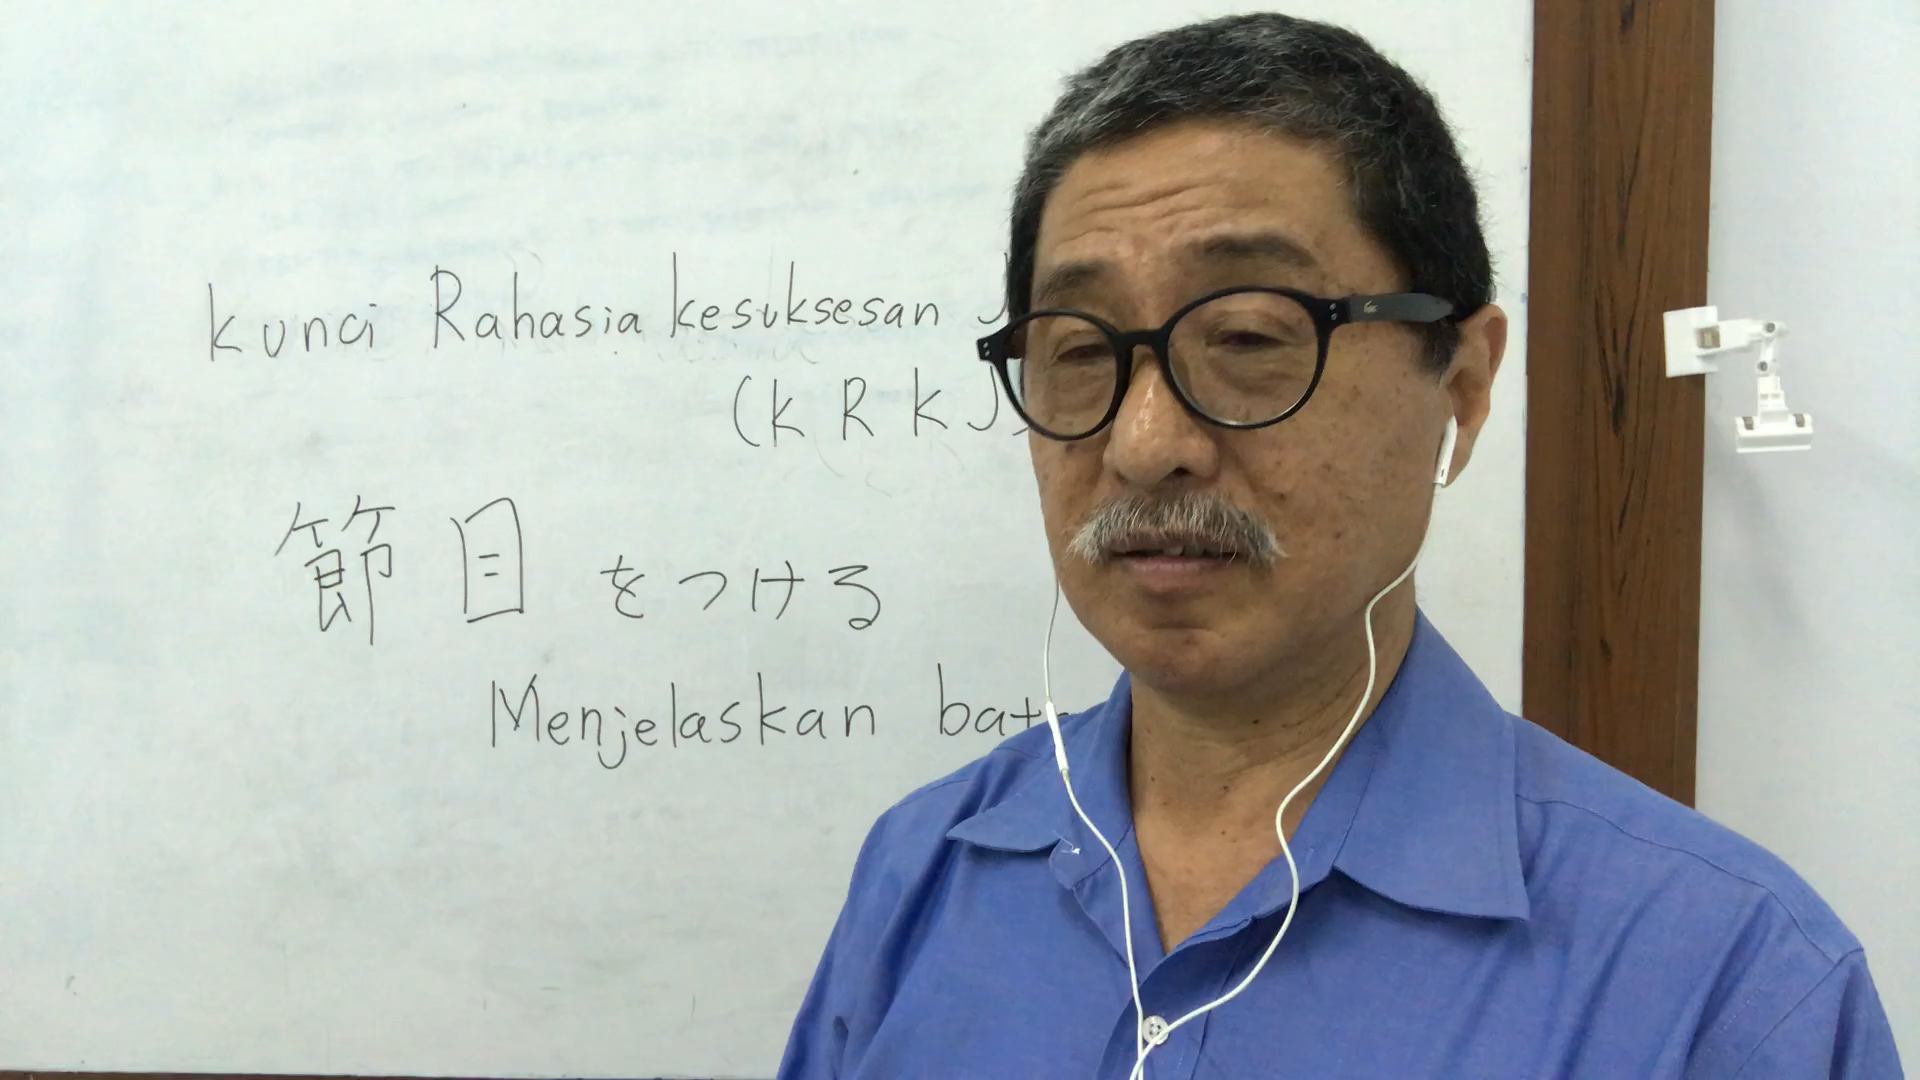 Kunci Rahasia kesuksesan
(KRKJ)
節目をつける
Menjelaskan